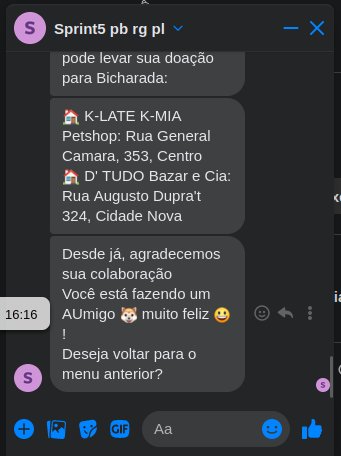 Sprint5 pb rg pl
pode levar sua doação
para Bicharada:
🏠 K-LATE K-MIA
Petshop: Rua General
Camara, 353, Centro
🏠 D' TUDO Bazar e Cia:
Rua Augusto Dupra't
324, Cidade Nova
Desde já, agradecemos
sua colaboração
Você está fazendo um
AUmigo 🐶 muito feliz 😀
!
Deseja voltar para o
menu anterior?
16:16
S
S
S
GIF
Aa